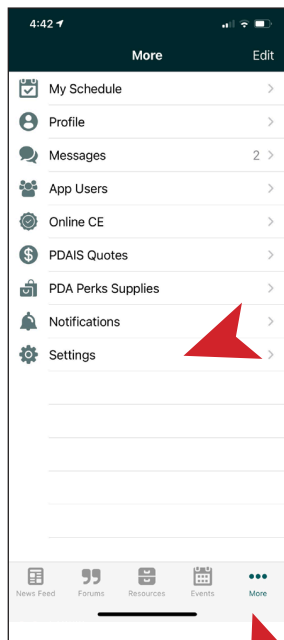 4:42
More Edit
My Schedule
Profile
Messages 2
App Users
Online CE
PDAIS Quotes
PDA Perks Supplies
Notifications
Settings
News Feed Forums Resources Events More